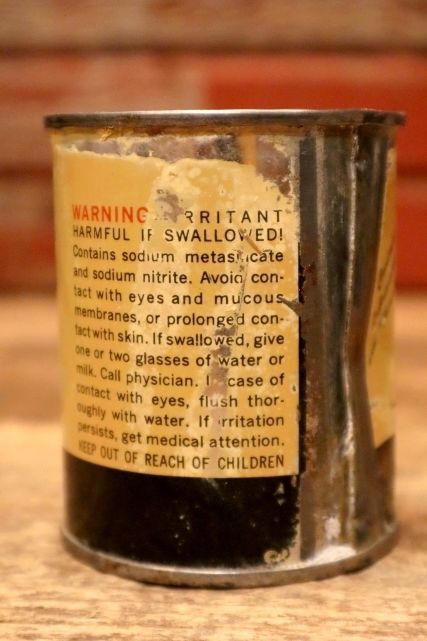 WARNING: IRRITANT
HARMFUL IF SWALLOWED!
Contains sodium metasilicate
and sodium nitrite. Avoid con-
tact with eyes and mucous
membranes, or prolonged con-
tact with skin. If swallowed, give
one or two glasses of water or
milk. Call physician. In case of
contact with eyes, flush thor-
oughly with water. If irritation
persists, get medical attention.
KEEP OUT OF REACH OF CHILDREN